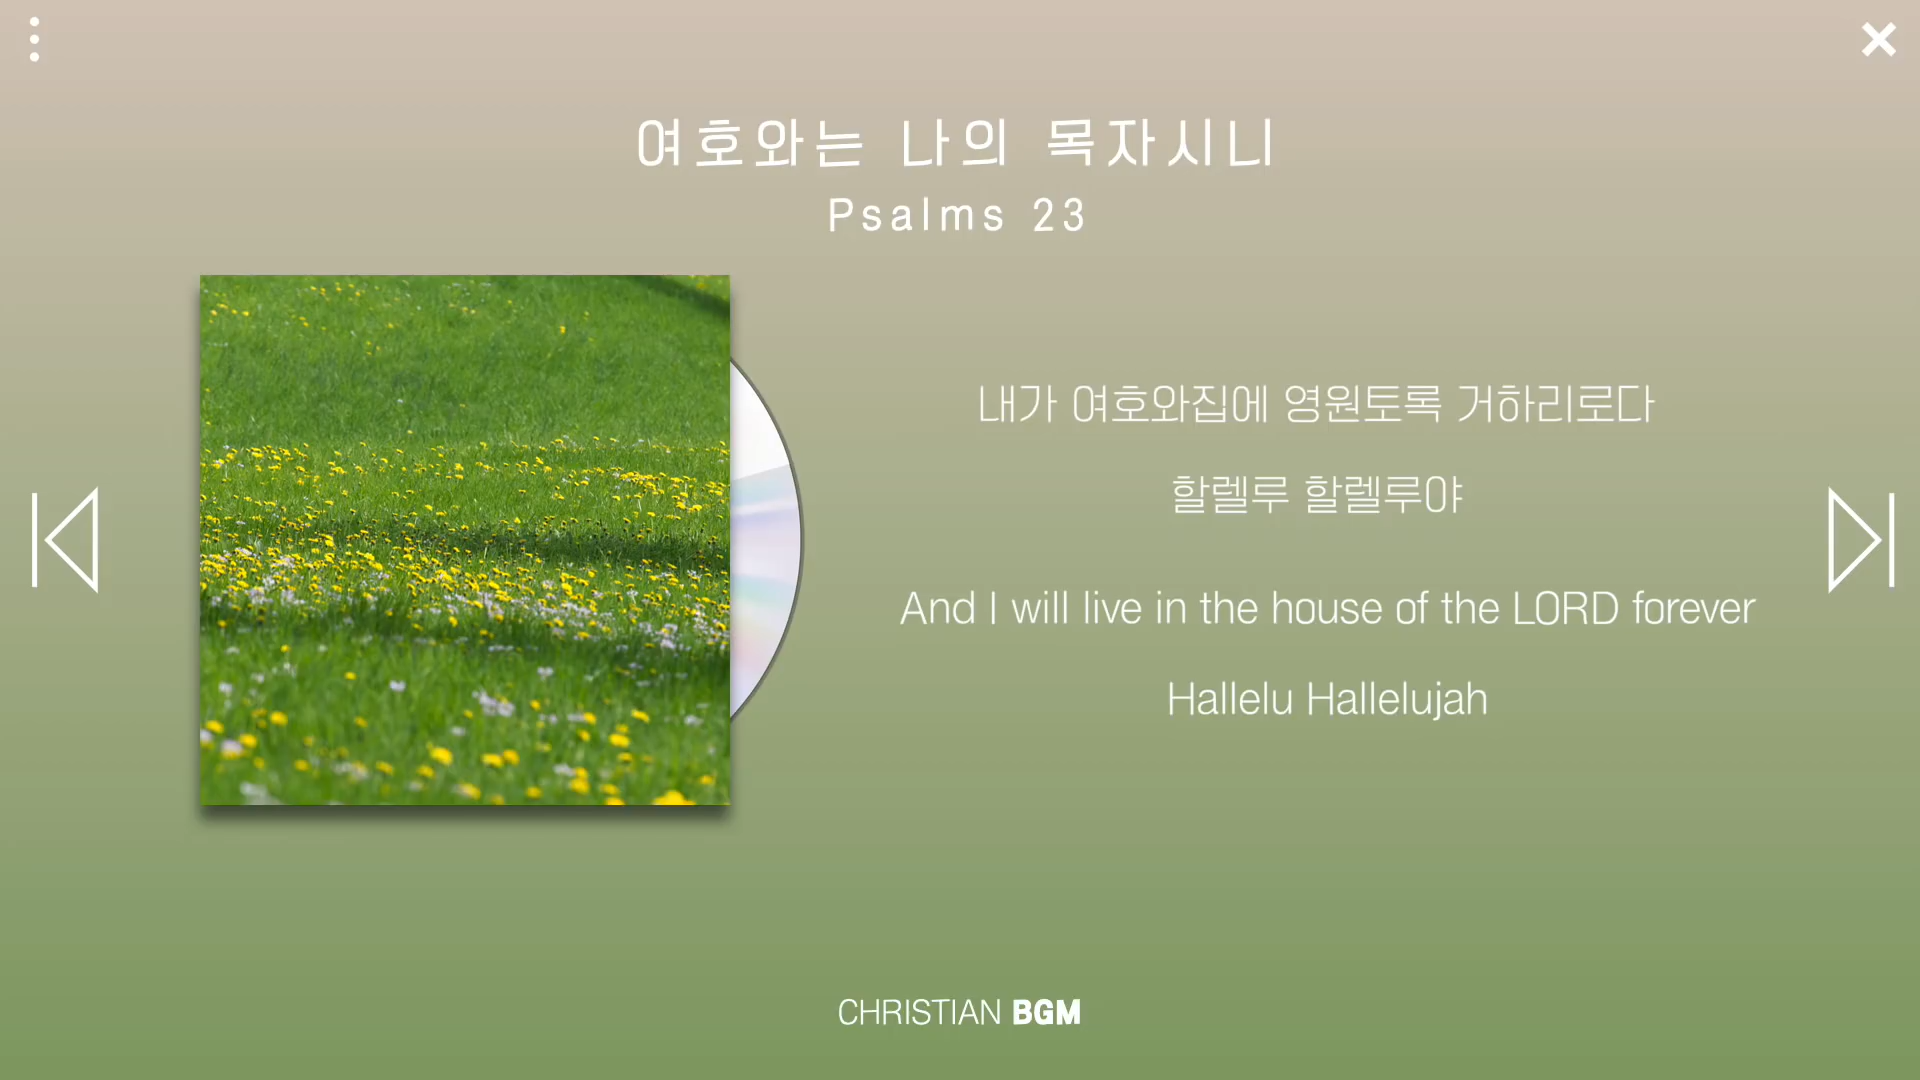 여호와는 나의 목자시니
Psalms 23
내가 여호와집에 영원토록 거하리로다
할렐루 할렐루야
And I will live in the house of the LORD forever
Hallelu Hallelujah
CHRISTIAN BGM